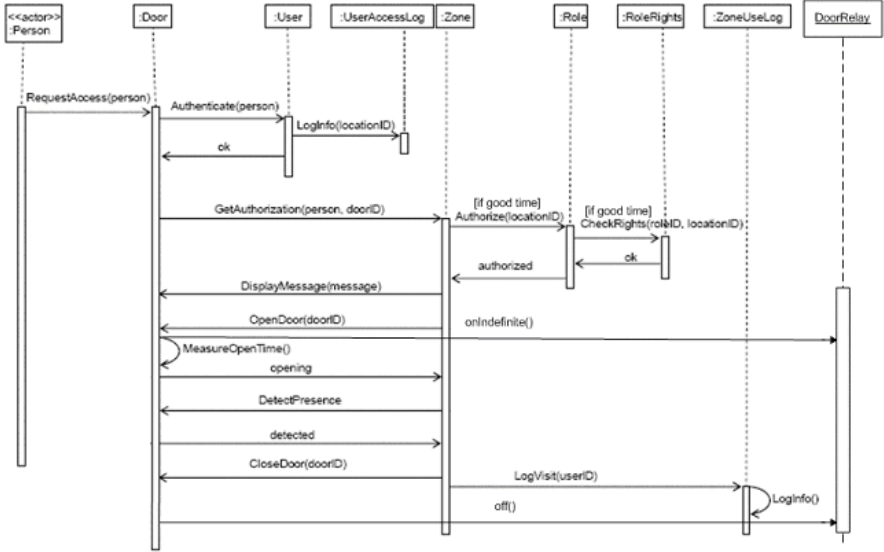 <<actor>>
:Person
:Door
:User
:UserAccessLog
:Zone
:Role
:RoleRights
:ZoneUseLog
DoorRelay
RequestAccess(person)
Authenticate(person)
LogInfo(locationID)
ok
GetAuthorization(person, doorID)
[if good time]
Authorize(locationID)
[if good time]
CheckRights(roleID, locationID)
ok
authorized
DisplayMessage(message)
OpenDoor(doorID)
onIndefinite()
MeasureOpenTime()
opening
DetectPresence
detected
CloseDoor(doorID)
LogVisit(userID)
LogInfo()
off()